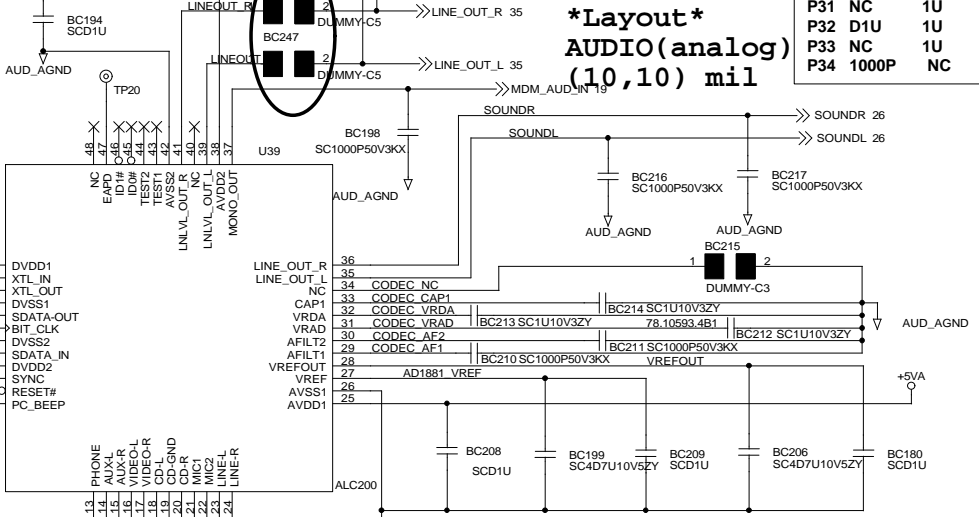 BC194
SCD1U
AUD_AGND
TP20
LINEOUT_R
2
DUMMY-C5
LINE_OUT_R 35
BC247
LINEOUT
2
DUMMY-C5
LINE_OUT_L 35
MDM_AUD_IN 19
*Layout*
AUDIO(analog)
(10,10) mil
P31 NC 1U
P32 D1U 1U
P33 NC 1U
P34 1000P NC
BC198
SC1000P50V3KX
AUD_AGND
SOUNDR
SOUNDR 26
SOUNDL
SOUNDL 26
BC216
SC1000P50V3KX
AUD_AGND
BC217
SC1000P50V3KX
AUD_AGND
U39
48 NC
47 EAPD
46 ID1#
45 ID0#
44 TEST2
43 TEST1
42 AVSS2
41 LNLVL_OUT_R
40 NC
39 LNLVL_OUT_L
38 AVDD2
37 MONO_OUT
DVDD1
XTL_IN
XTL_OUT
DVSS1
SDATA-OUT
BIT_CLK
DVSS2
SDATA_IN
DVDD2
SYNC
RESET#
PC_BEEP
LINE_OUT_R 36
LINE_OUT_L 35
NC 34 CODEC_NC
CAP1 33 CODEC_CAP1
VRDA 32 CODEC_VRDA
VRAD 31 CODEC_VRAD
AFILT2 30 CODEC_AF2
AFILT1 29 CODEC_AF1
VREFOUT 28
VREF 27 AD1881_VREF
AVSS1 26
AVDD1 25
BC215
1 2
DUMMY-C3
BC214 SC1U10V3ZY
BC213 SC1U10V3ZY
78.10593.4B1
BC212 SC1U10V3ZY
BC211 SC1000P50V3KX
BC210 SC1000P50V3KX
VREFOUT
AUD_AGND
+5VA
BC208
SCD1U
BC199
SC4D7U10V5ZY
BC209
SCD1U
BC206
SC4D7U10V5ZY
BC180
SCD1U
13 PHONE
14 AUX-L
15 AUX-R
16 VIDEO-L
17 VIDEO-R
18 CD-L
19 CD-GND
20 CD-R
21 MIC1
22 MIC2
23 LINE-L
24 LINE-R
ALC200